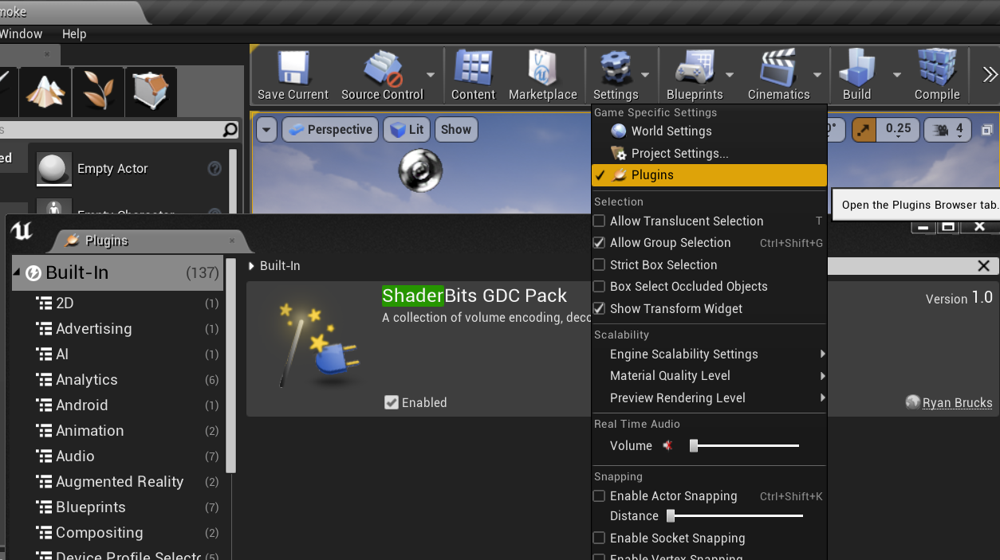 moke
Window Help
Save Current
Source Control
Content
Marketplace
Settings
Blueprints
Cinematics
Build
Compile
Perspective
Lit
Show
0°
0.25
4
Empty Actor
Empty Character
Game Specific Settings
World Settings
Project Settings...
Plugins
Open the Plugins Browser tab.
Selection
Allow Translucent Selection T
Allow Group Selection Ctrl+Shift+G
Strict Box Selection
Box Select Occluded Objects
Show Transform Widget
Scalability
Engine Scalability Settings
Material Quality Level
Preview Rendering Level
Real Time Audio
Volume
Snapping
Enable Actor Snapping Ctrl+Shift+K
Distance
Enable Socket Snapping
Enable Vertex Snapping
Plugins
Built-In (137)
2D (1)
Advertising (1)
AI (1)
Analytics (6)
Android (1)
Animation (2)
Audio (7)
Augmented Reality (2)
Blueprints (7)
Compositing (2)
Device Profile Selecto (5)
Built-In
ShaderBits GDC Pack
Version 1.0
A collection of volume encoding, deco
Enabled
Ryan Brucks